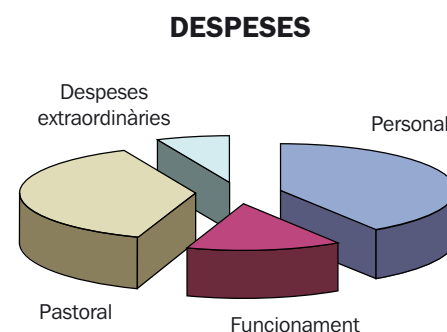 DESPESES
Despeses
extraordinàries
Personal
Pastoral
Funcionament